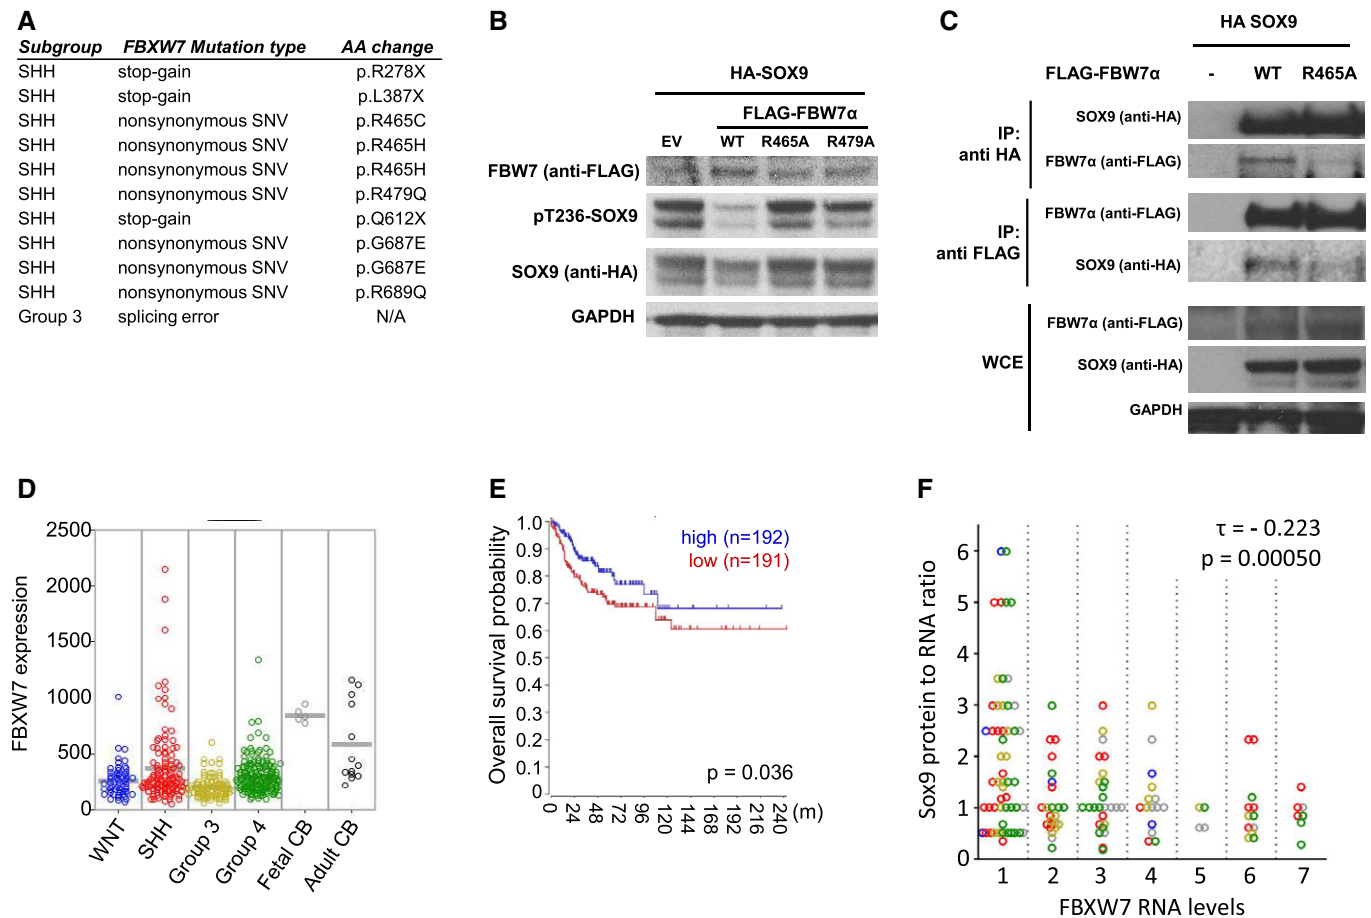 A
Subgroup FBXW7 Mutation type AA change
SHH stop-gain p.R278X
SHH stop-gain p.L387X
SHH nonsynonymous SNV p.R465C
SHH nonsynonymous SNV p.R465H
SHH nonsynonymous SNV p.R465H
SHH nonsynonymous SNV p.R479Q
SHH stop-gain p.Q612X
SHH nonsynonymous SNV p.G687E
SHH nonsynonymous SNV p.G687E
SHH nonsynonymous SNV p.R689Q
Group 3 splicing error N/A
B
HA-SOX9
FLAG-FBW7α
EV WT R465A R479A
FBW7 (anti-FLAG)
pT236-SOX9
SOX9 (anti-HA)
GAPDH
C
HA SOX9
FLAG-FBW7α - WT R465A
IP:
anti HA
SOX9 (anti-HA)
FBW7α (anti-FLAG)
IP:
anti FLAG
FBW7α (anti-FLAG)
SOX9 (anti-HA)
WCE
FBW7α (anti-FLAG)
SOX9 (anti-HA)
GAPDH
D
FBXW7 expression
2500
2000
1500
1000
500
0
WNT SHH Group 3 Group 4 Fetal CB Adult CB
E
Overall survival probability
1.0
0.9
0.8
0.7
0.6
0.5
0.4
0.3
0.2
0.1
0
high (n=192)
low (n=191)
p = 0.036
0 24 48 72 96 120 144 168 192 216 240 (m)
F
τ = - 0.223
p = 0.00050
Sox9 protein to RNA ratio
6
5
4
3
2
1
0
1 2 3 4 5 6 7
FBXW7 RNA levels